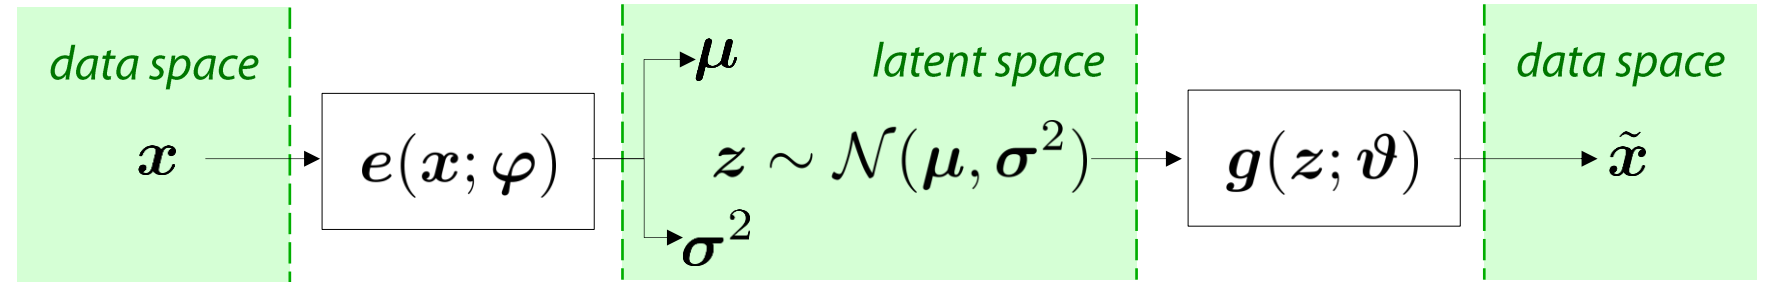 data space
x
e(x; φ)
μ
latent space
z ∼ 𝒩(μ, σ²)
σ²
g(z; ϑ)
data space
x̃